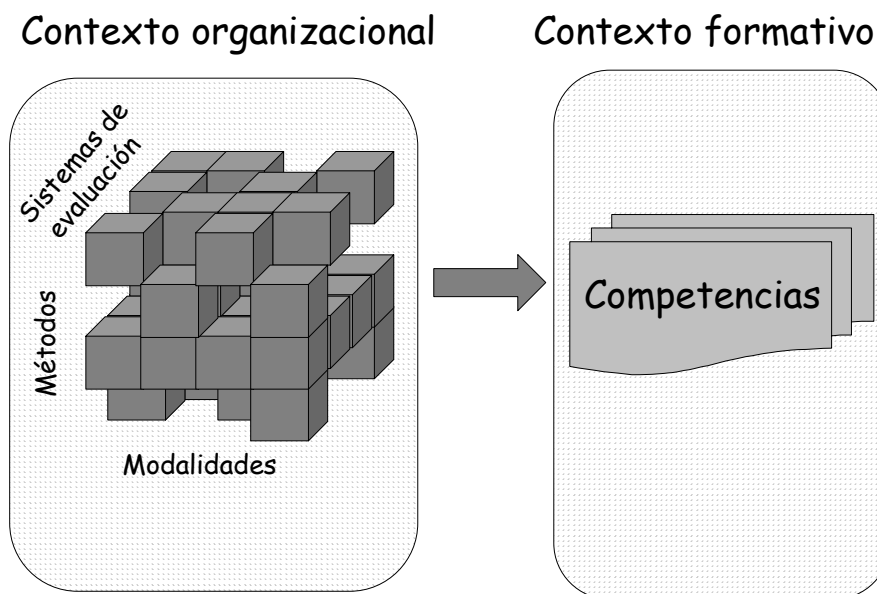 Contexto organizacional
Contexto formativo
Sistemas de
evaluación
Métodos
Modalidades
Competencias